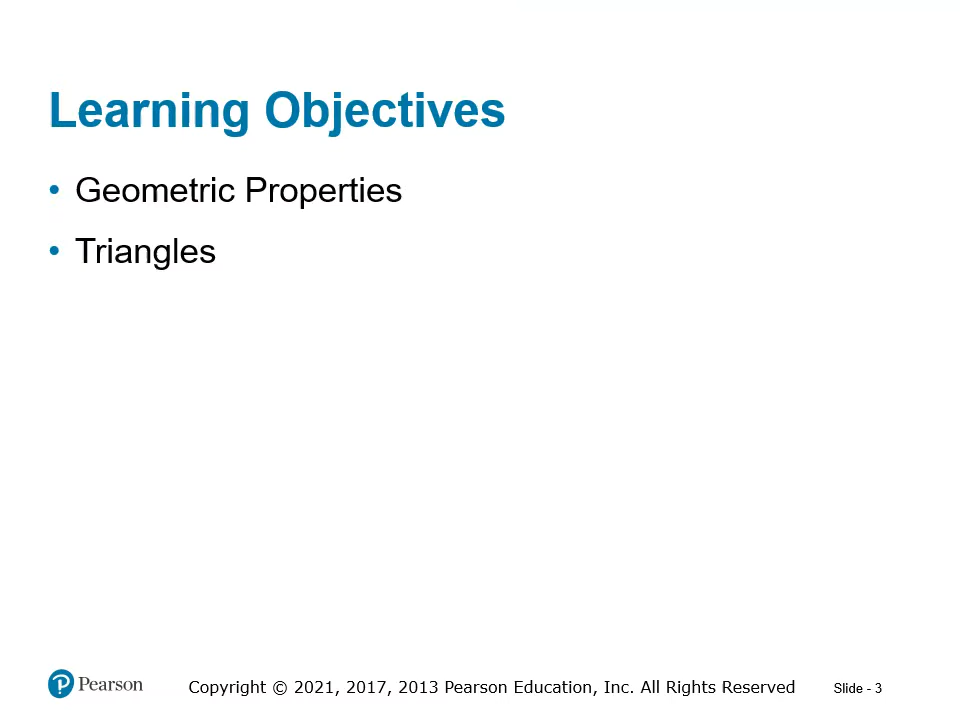 Learning Objectives
• Geometric Properties
• Triangles
Pearson
Copyright © 2021, 2017, 2013 Pearson Education, Inc. All Rights Reserved
Slide - 3